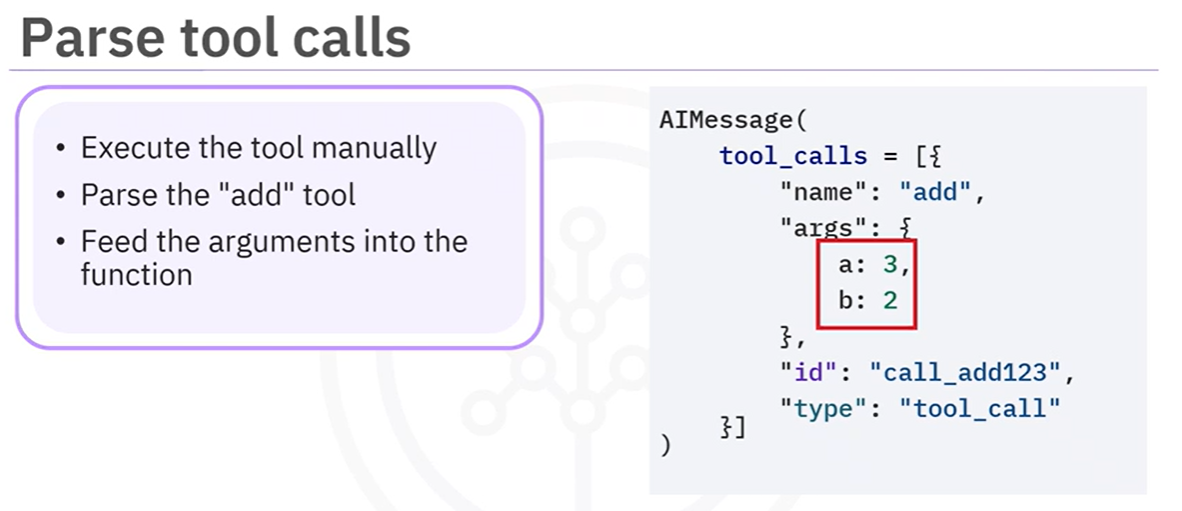 Parse tool calls
• Execute the tool manually
• Parse the "add" tool
• Feed the arguments into the
function
AIMessage(
tool_calls = [{
"name": "add",
"args": {
a: 3,
b: 2
},
"id": "call_add123",
"type": "tool_call"
}]
)